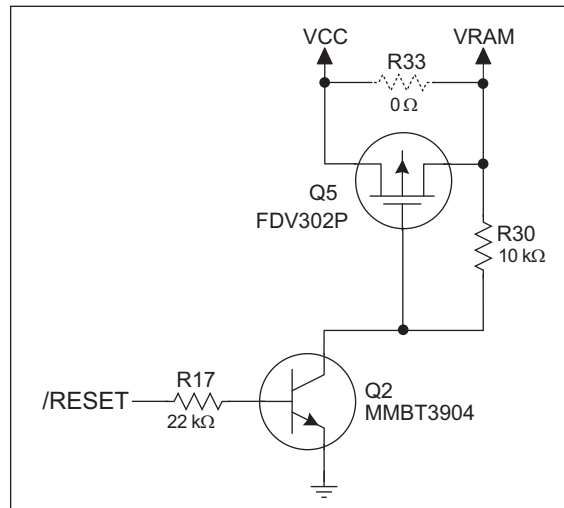 VCC
VRAM
R33
0 Ω
Q5
FDV302P
R30
10 kΩ
R17
/RESET
22 kΩ
Q2
MMBT3904